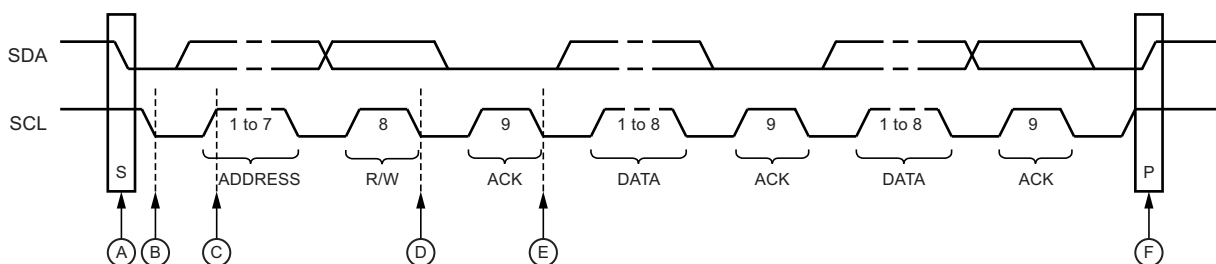 SDA
SCL
1 to 7
8
9
1 to 8
9
1 to 8
9
S
P
ADDRESS
R/W
ACK
DATA
ACK
DATA
ACK
A
B
C
D
E
F